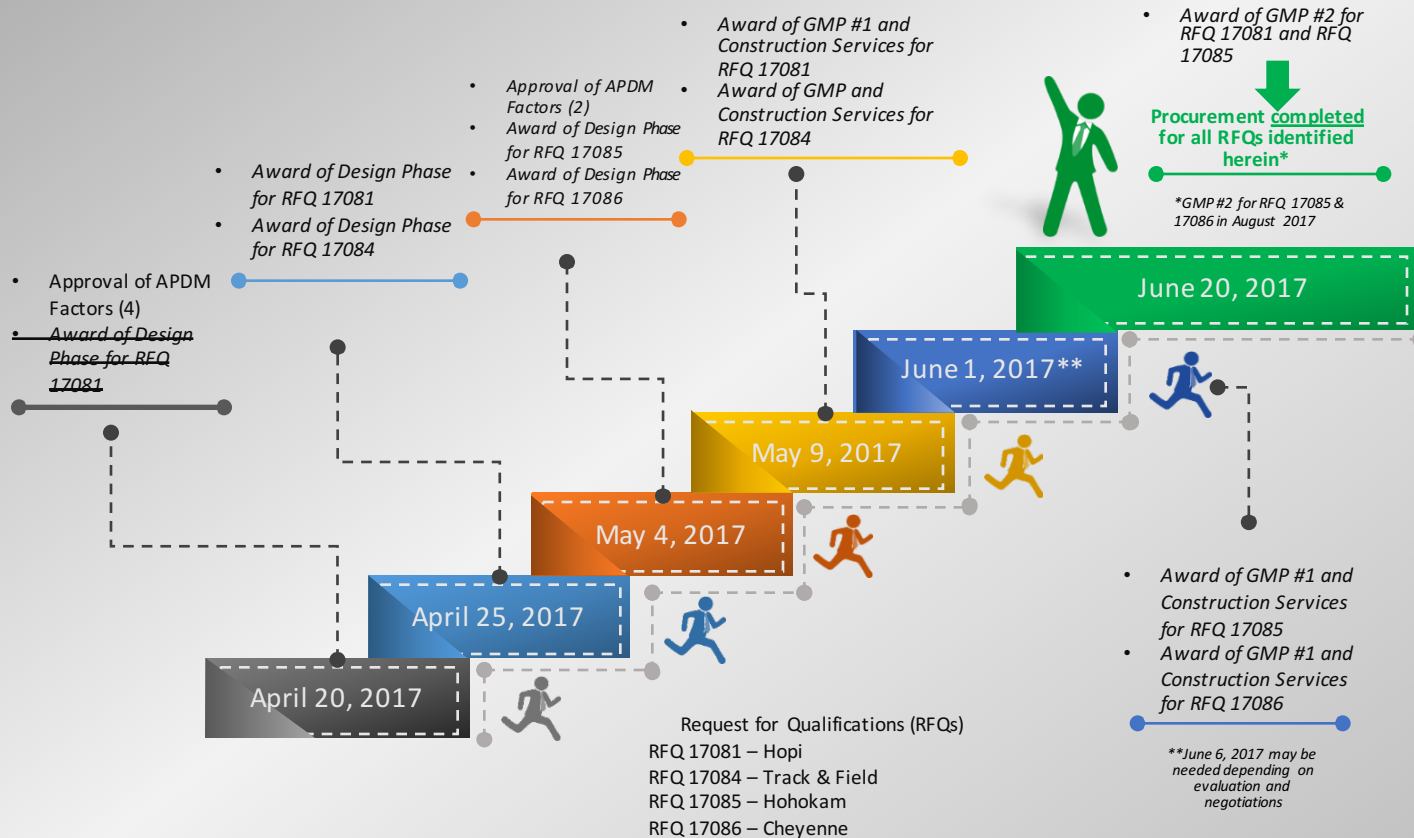 • Approval of APDM
Factors (4)
• Award of Design
Phase for RFQ
17081
• Award of Design Phase
for RFQ 17081
• Award of Design Phase
for RFQ 17084
• Approval of APDM
Factors (2)
• Award of Design Phase
for RFQ 17085
• Award of Design Phase
for RFQ 17086
• Award of GMP #1 and
Construction Services for
RFQ 17081
• Award of GMP and
Construction Services for
RFQ 17084
• Award of GMP #2 for
RFQ 17081 and RFQ
17085
Procurement completed
for all RFQs identified
herein*
*GMP #2 for RFQ 17085 &
17086 in August 2017
June 20, 2017
June 1, 2017**
May 9, 2017
May 4, 2017
April 25, 2017
April 20, 2017
• Award of GMP #1 and
Construction Services
for RFQ 17085
• Award of GMP #1 and
Construction Services
for RFQ 17086
**June 6, 2017 may be
needed depending on
evaluation and
negotiations
Request for Qualifications (RFQs)
RFQ 17081 – Hopi
RFQ 17084 – Track & Field
RFQ 17085 – Hohokam
RFQ 17086 – Cheyenne